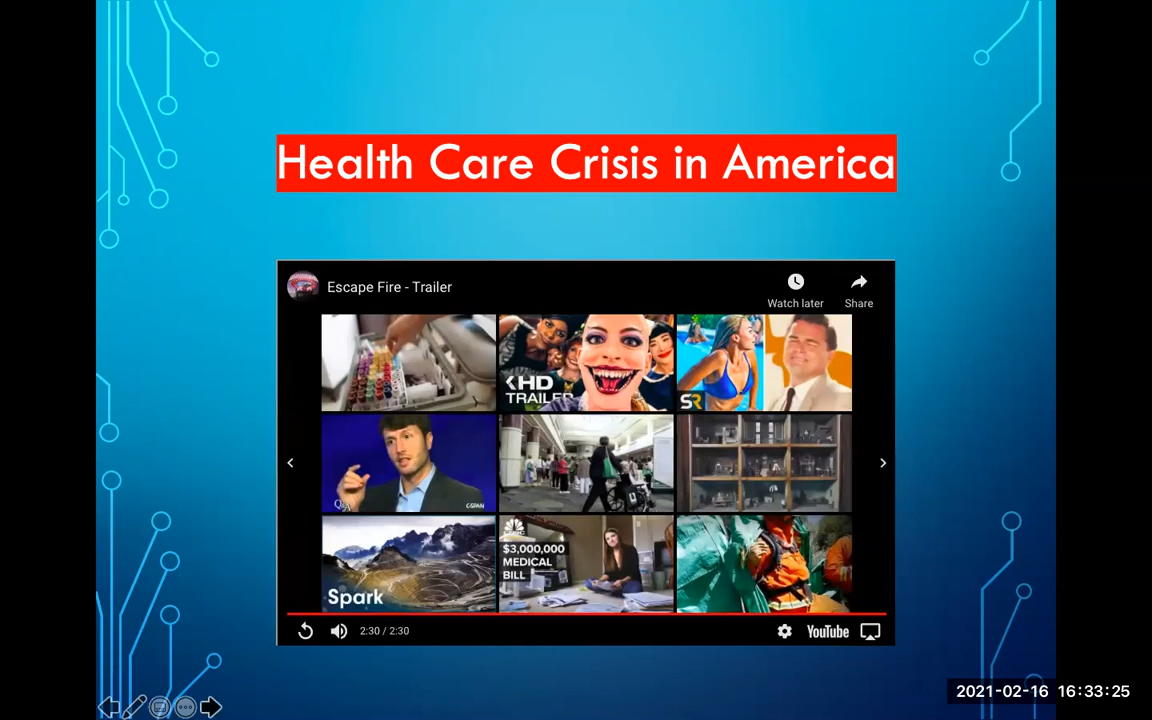 Health Care Crisis in America
Escape Fire - Trailer
Watch later
Share
HD
TRAILER
SR
C-SPAN
Spark
$3,000,000
MEDICAL
BILL
2:30 / 2:30
YouTube
2021-02-16 16:33:25